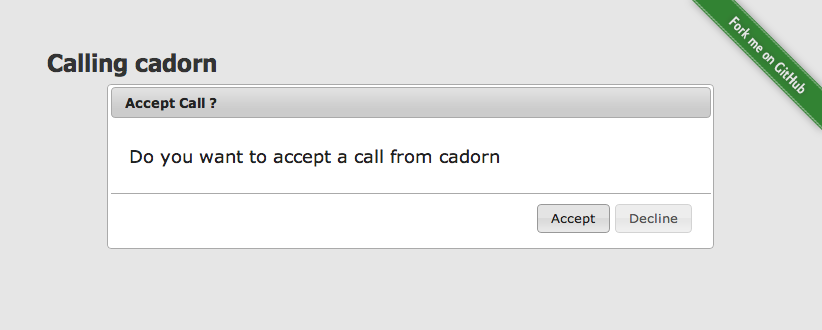 Fork me on GitHub
Calling cadorn
Accept Call ?
Do you want to accept a call from cadorn
Accept
Decline